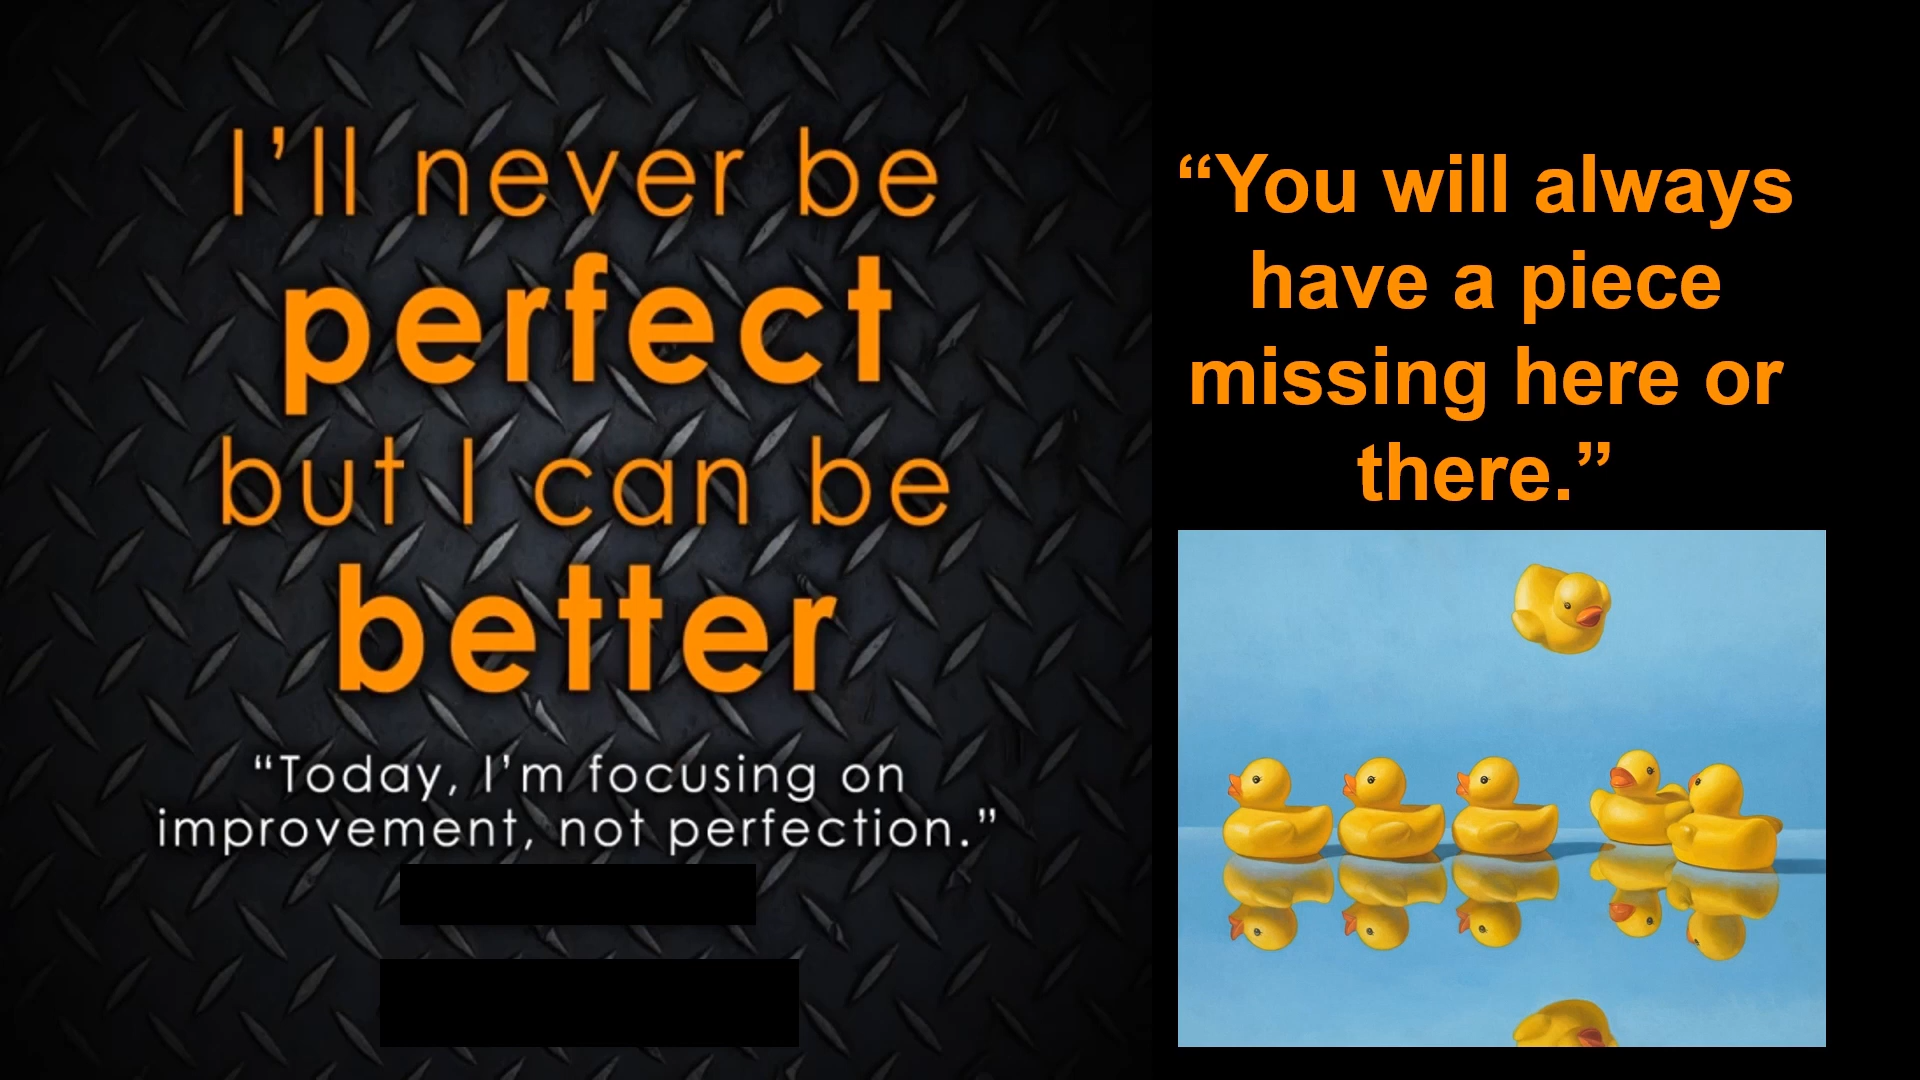 I’ll never be
perfect
but I can be
better
“Today, I’m focusing on
improvement, not perfection.”
“You will always
have a piece
missing here or
there.”